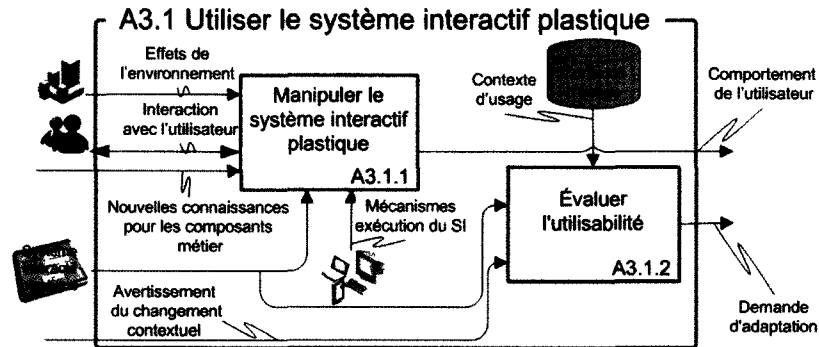 A3.1 Utiliser le système interactif plastique
Effets de
l'environnement
Interaction
avec l'utilisateur
Nouvelles connaissances
pour les composants
métier
Manipuler le
système interactif
plastique
A3.1.1
Mécanismes
exécution du SI
Contexte
d'usage
Comportement
de l'utilisateur
Évaluer
l'utilisabilité
A3.1.2
Avertissement
du changement
contextuel
Demande
d'adaptation